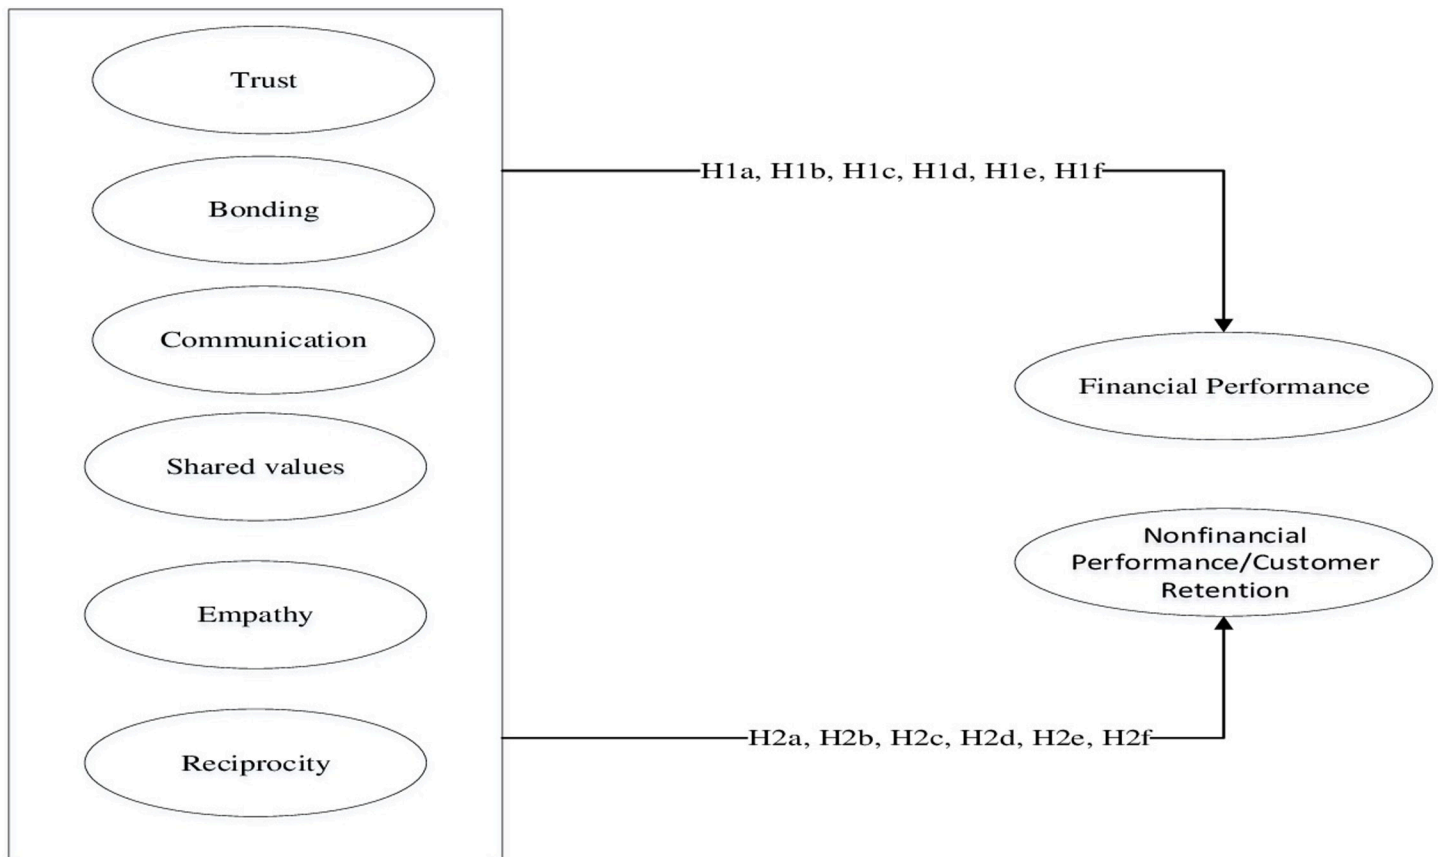 Trust
Bonding
Communication
Shared values
Empathy
Reciprocity
H1a, H1b, H1c, H1d, H1e, H1f
Financial Performance
Nonfinancial
Performance/Customer
Retention
H2a, H2b, H2c, H2d, H2e, H2f